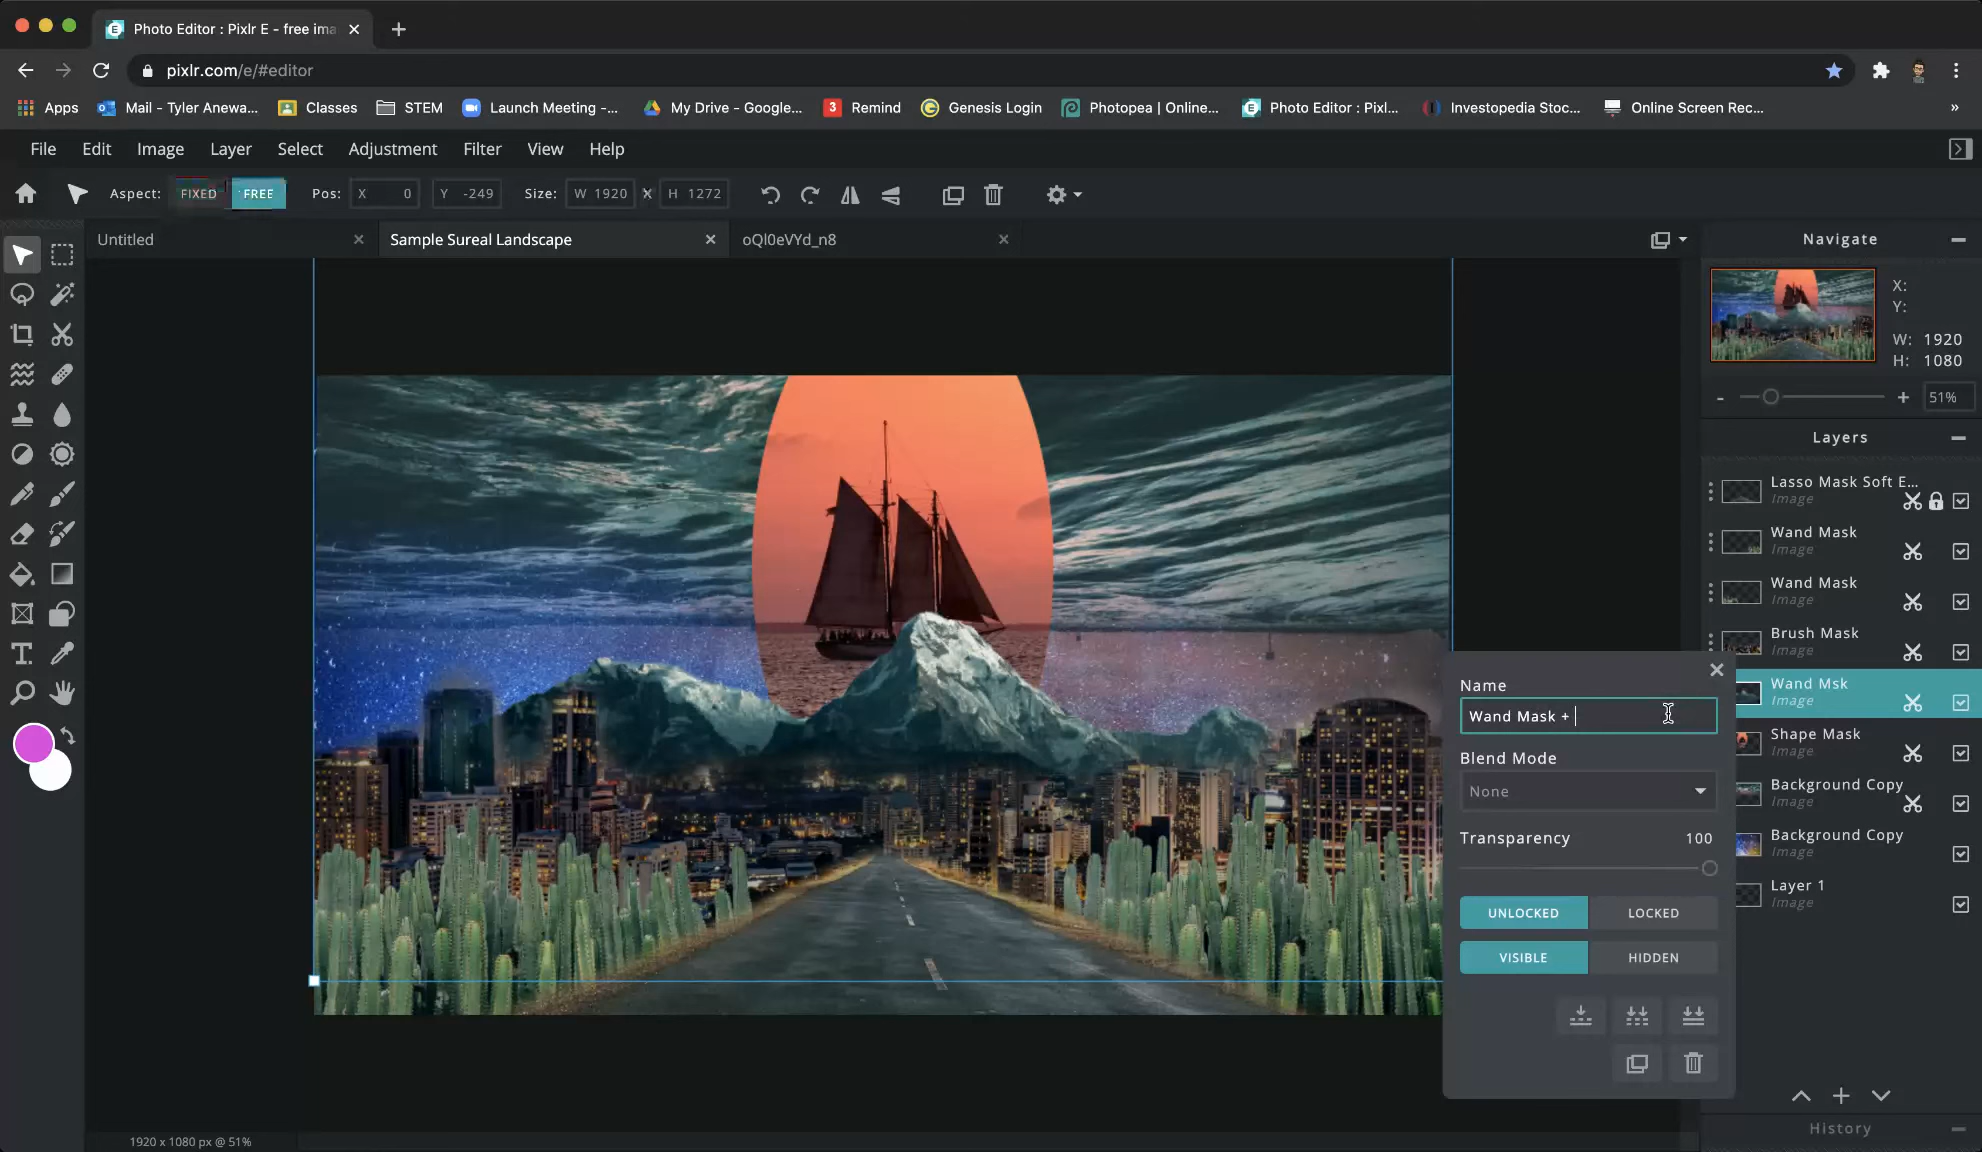 Photo Editor : Pixlr E - free ima
pixlr.com/e/#editor
Apps
Mail - Tyler Anewa...
Classes
STEM
Launch Meeting -...
My Drive - Google...
3
Remind
Genesis Login
Photopea | Online...
Photo Editor : Pixl...
Investopedia Stoc...
Online Screen Rec...
»
File Edit Image Layer Select Adjustment Filter View Help
Aspect: FIXED FREE Pos: X 0 Y -249 Size: W 1920 X H 1272
Untitled
Sample Sureal Landscape
oQl0eVYd_n8
Navigate
X:
Y:
W: 1920
H: 1080
- + 51%
Layers
Lasso Mask Soft E...
Image
Wand Mask
Image
Wand Mask
Image
Brush Mask
Image
Wand Msk
Image
Shape Mask
Image
Background Copy
Image
Background Copy
Image
Layer 1
Image
Name
Wand Mask +
Blend Mode
None
Transparency 100
UNLOCKED LOCKED
VISIBLE HIDDEN
History
1920 x 1080 px @ 51%